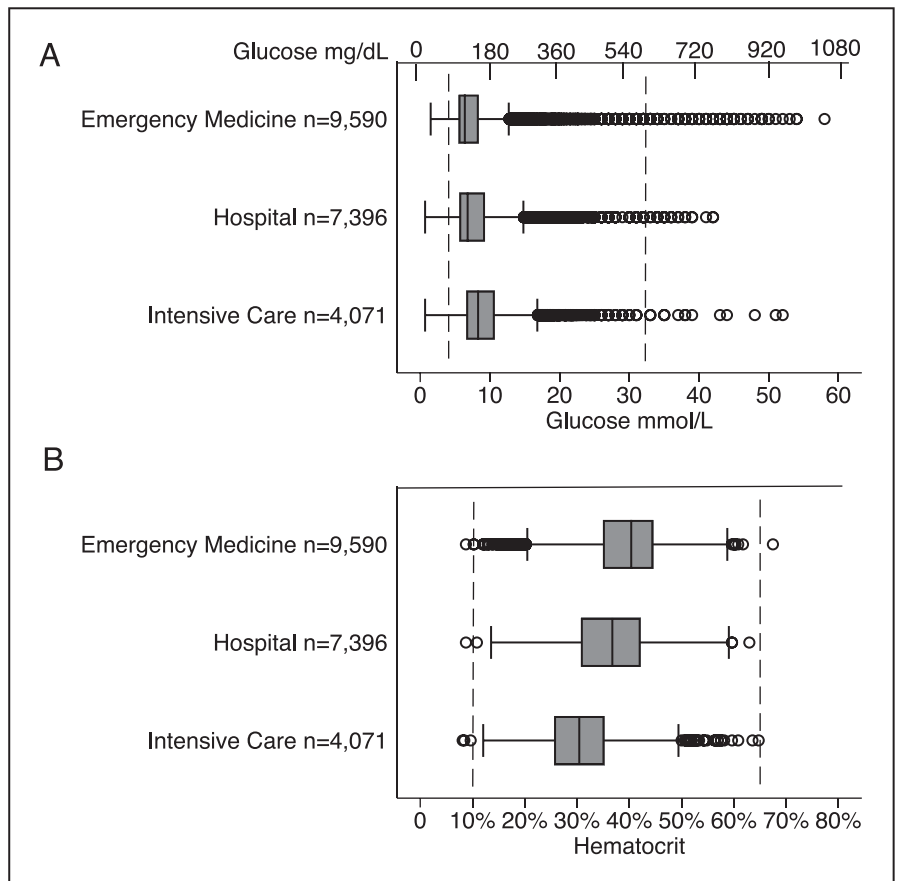 A
Glucose mg/dL 0 180 360 540 720 920 1080
Emergency Medicine n=9,590
Hospital n=7,396
Intensive Care n=4,071
0 10 20 30 40 50 60
Glucose mmol/L
B
Emergency Medicine n=9,590
Hospital n=7,396
Intensive Care n=4,071
0 10% 20% 30% 40% 50% 60% 70% 80%
Hematocrit